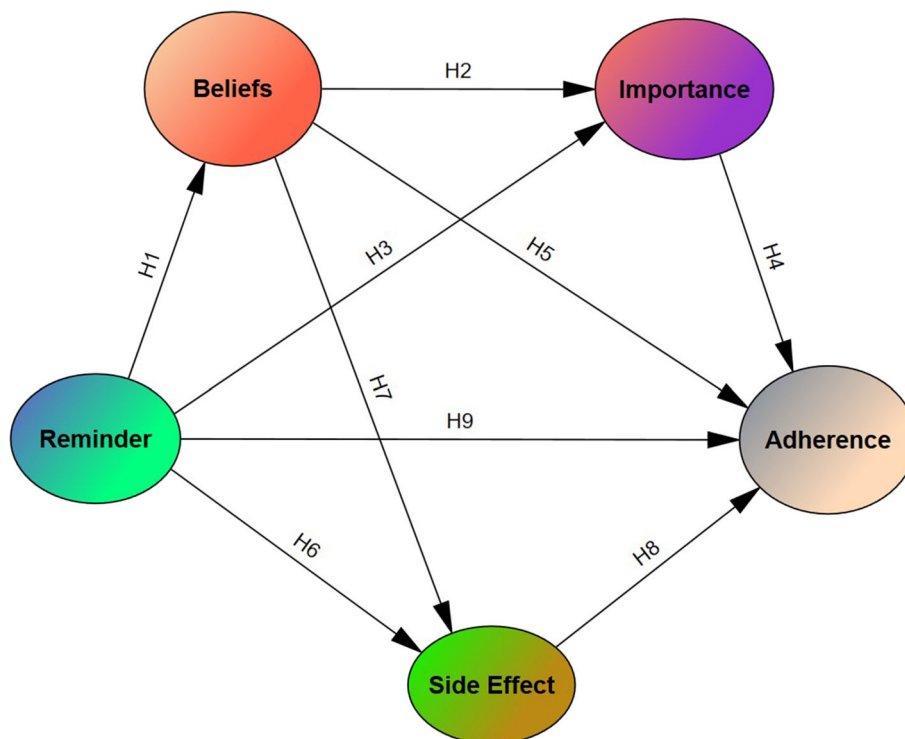 H2
Beliefs
Importance
H1
H3
H5
H4
H7
H9
Reminder
Adherence
H6
H8
Side Effect